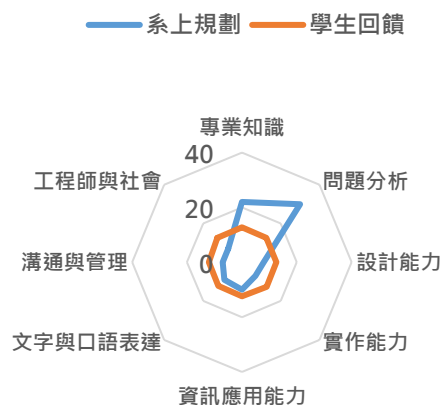 系上規劃 學生回饋
專業知識
40
工程師與社會 問題分析
20
溝通與管理 0 設計能力
文字與口語表達 實作能力
資訊應用能力